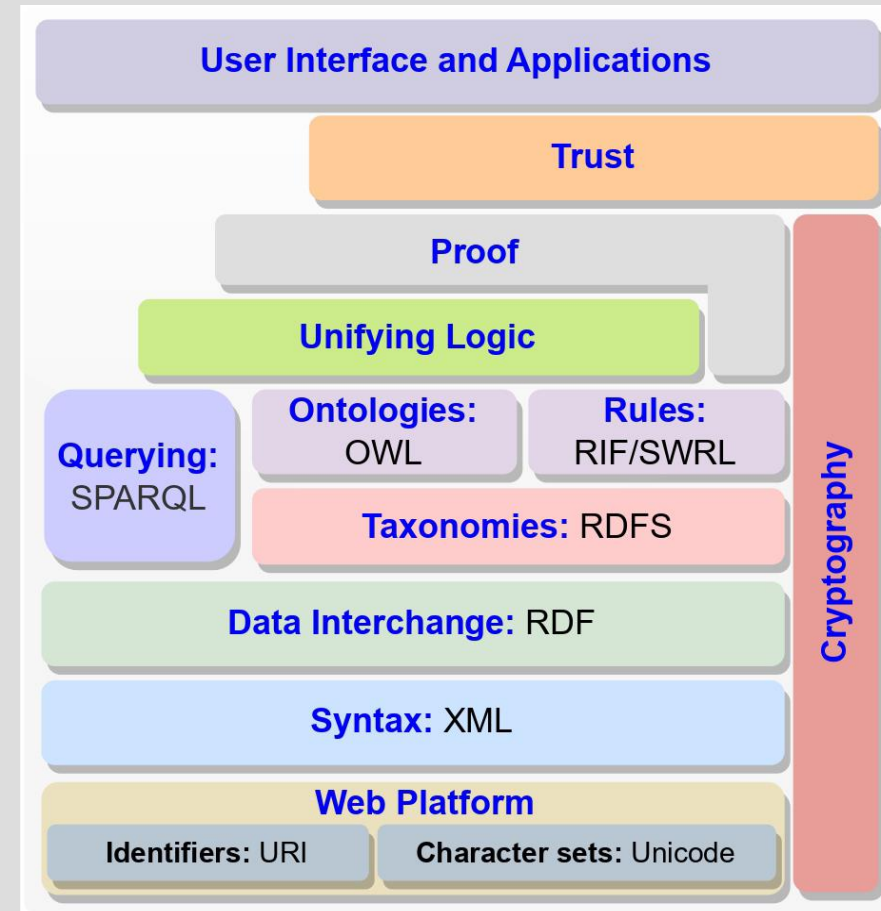 User Interface and Applications
Trust
Proof
Unifying Logic
Querying:
SPARQL
Ontologies:
OWL
Rules:
RIF/SWRL
Taxonomies: RDFS
Data Interchange: RDF
Syntax: XML
Web Platform
Identifiers: URI
Character sets: Unicode
Cryptography